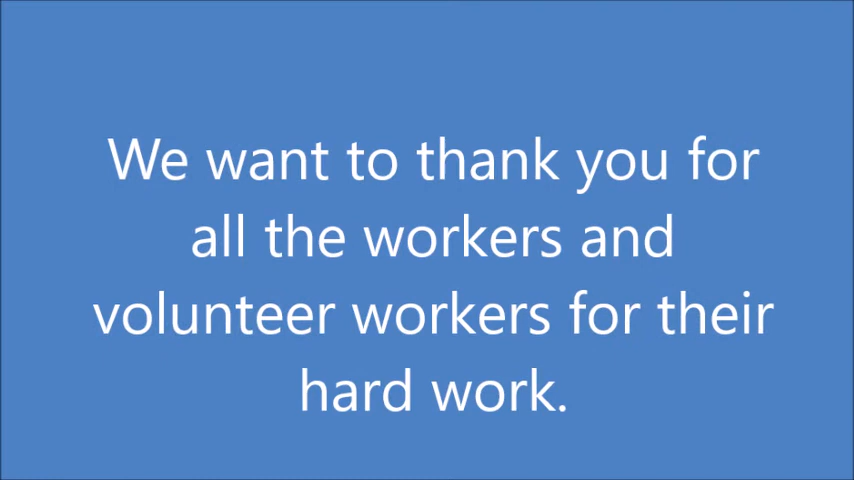 We want to thank you for
all the workers and
volunteer workers for their
hard work.